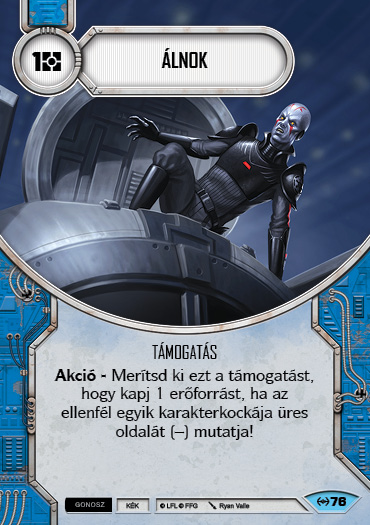 1
ÁLNOK
TÁMOGATÁS
Akció - Merítsd ki ezt a támogatást,
hogy kapj 1 erőforrást, ha az
ellenfél egyik karakterkockája üres
oldalát (–) mutatja!
GONOSZ KÉK © LFL © FFG Ryan Valle 76